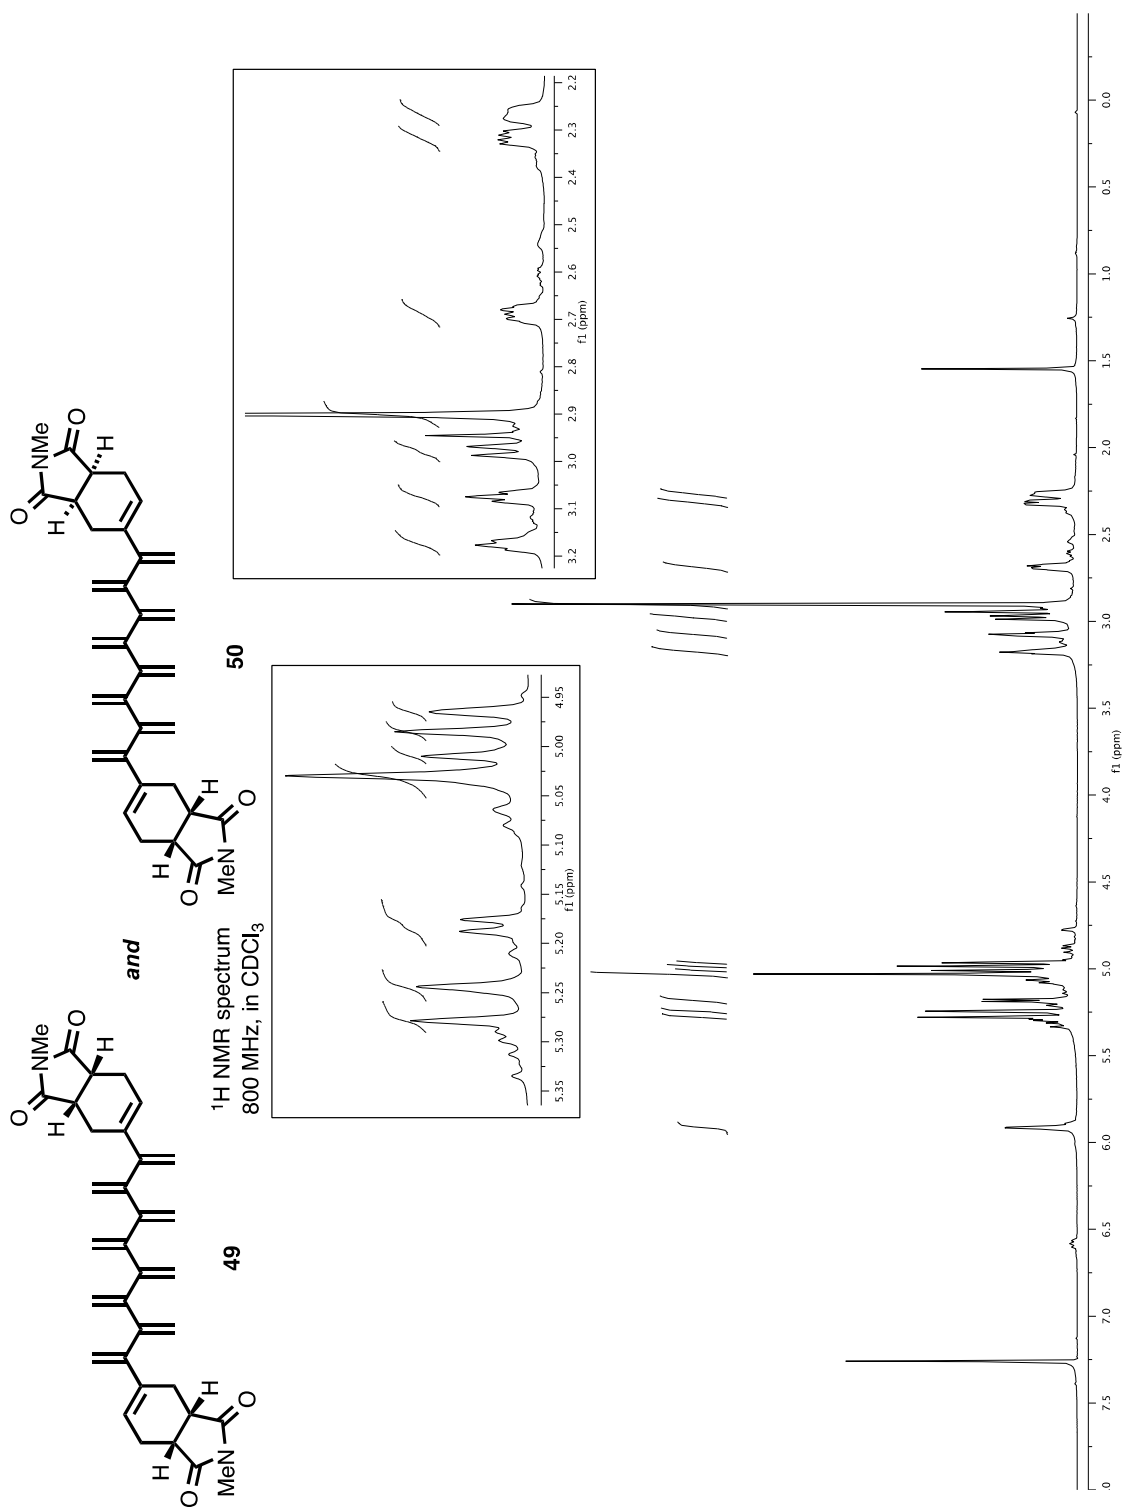 O
NMe
O
H
H
H
H
O
O
MeN
49
and
O
NMe
O
H
H
H
H
O
O
MeN
50
¹H NMR spectrum
800 MHz, in CDCl₃
5.35 5.30 5.25 5.20 5.15 5.10 5.05 5.00 4.95
f1 (ppm)
3.2 3.1 3.0 2.9 2.8 2.7 2.6 2.5 2.4 2.3 2.2
f1 (ppm)
.0 7.5 7.0 6.5 6.0 5.5 5.0 4.5 4.0 3.5 3.0 2.5 2.0 1.5 1.0 0.5 0.0
f1 (ppm)